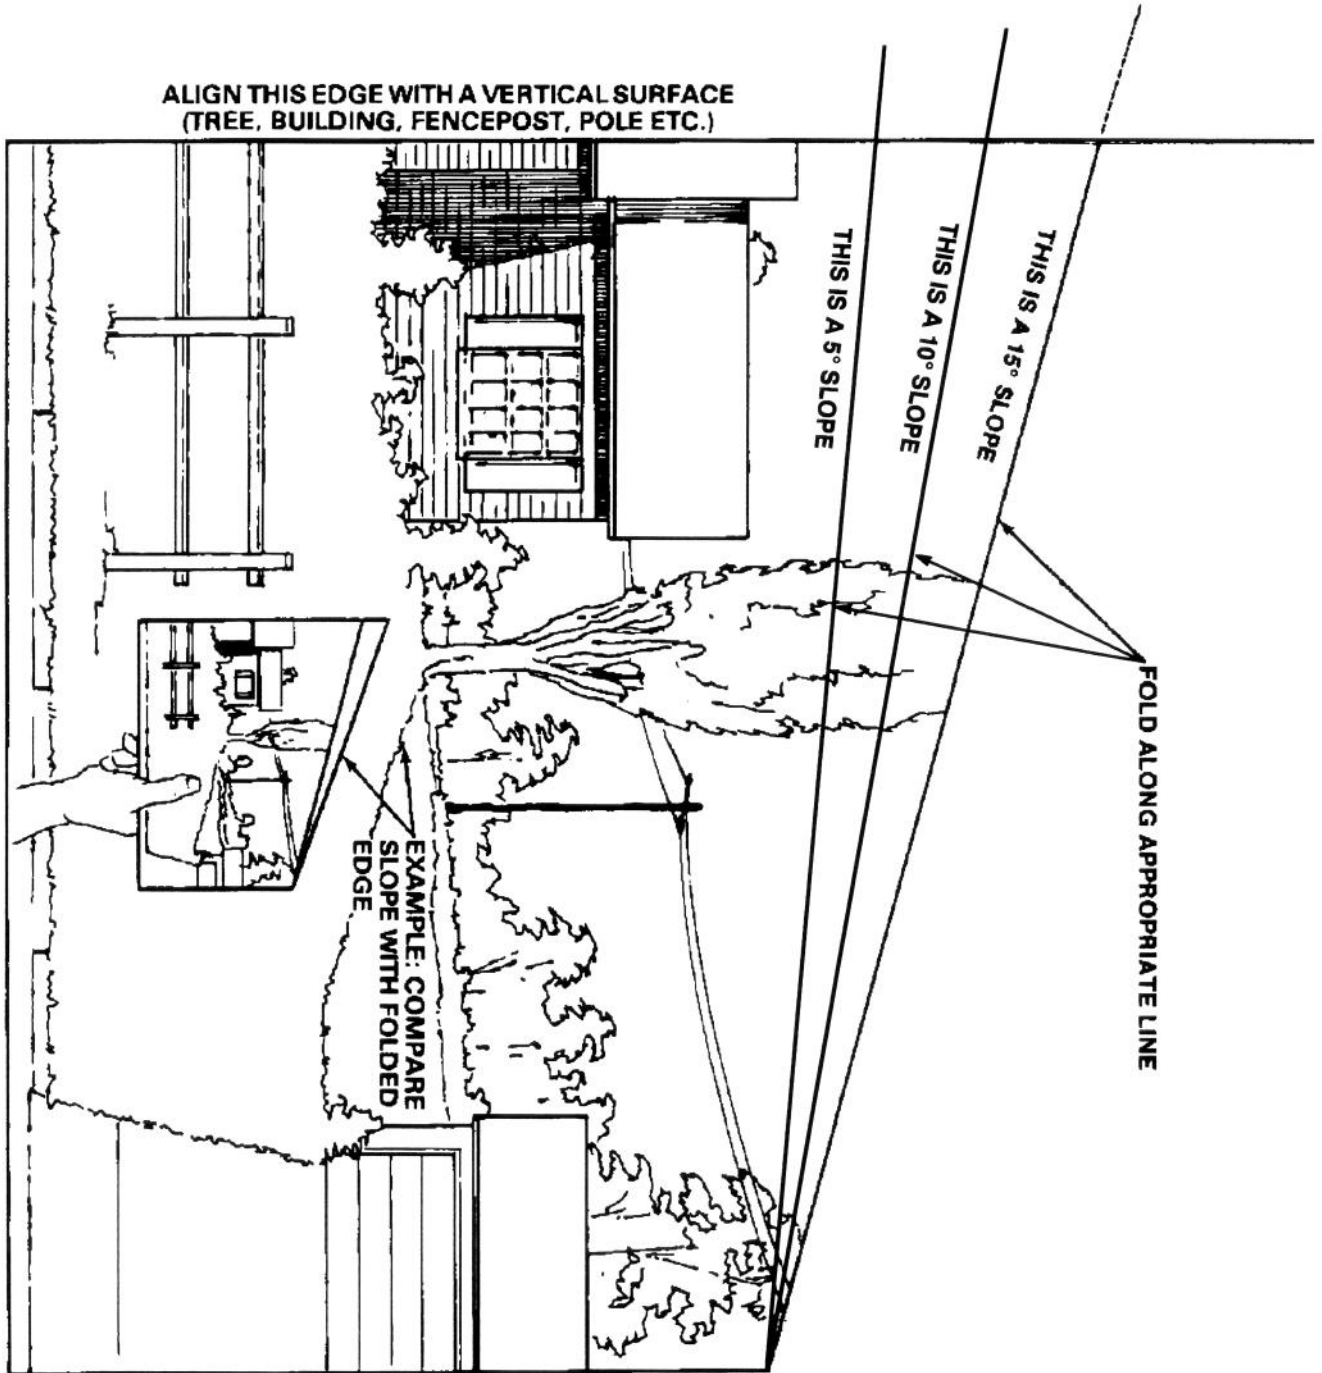 ALIGN THIS EDGE WITH A VERTICAL SURFACE
(TREE, BUILDING, FENCEPOST, POLE ETC.)
THIS IS A 5° SLOPE
THIS IS A 10° SLOPE
THIS IS A 15° SLOPE
FOLD ALONG APPROPRIATE LINE
EXAMPLE: COMPARE
SLOPE WITH FOLDED
EDGE